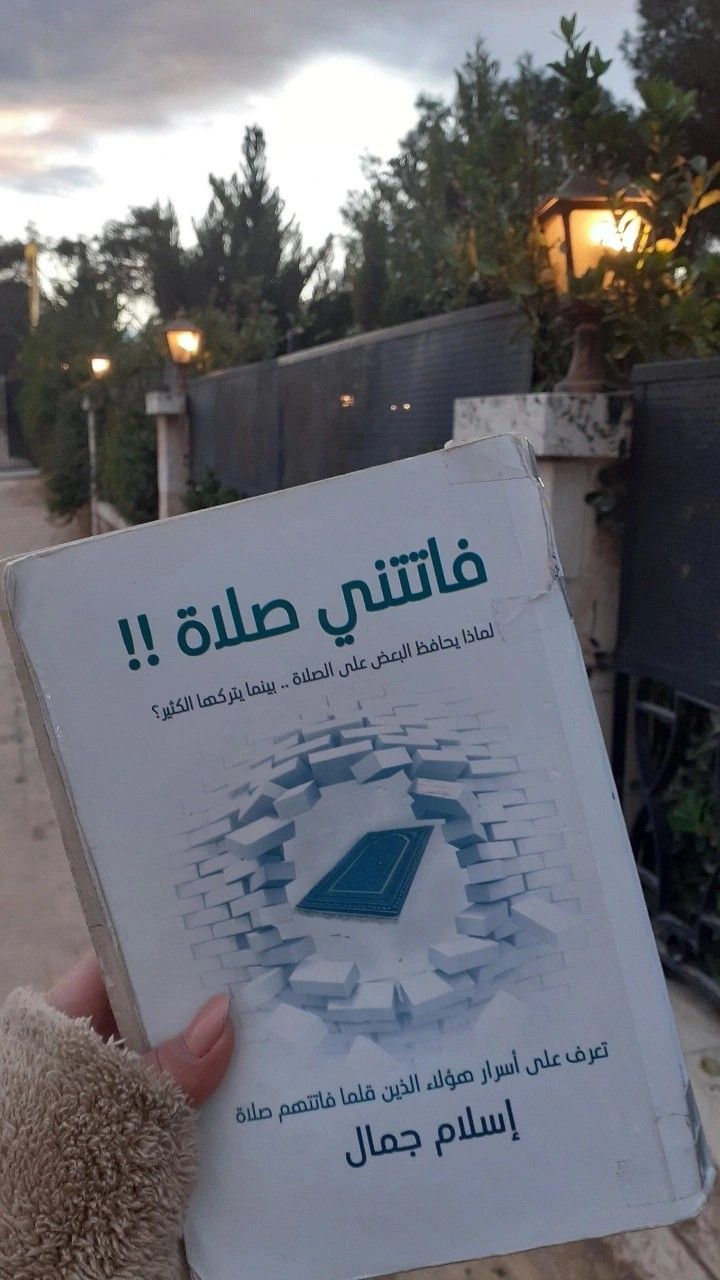 فاتتني صلاة !!
لماذا يحافظ البعض على الصلاة .. بينما يتركها الكثير؟
تعرف على أسرار هؤلاء الذين قلما فاتتهم صلاة
إسلام جمال